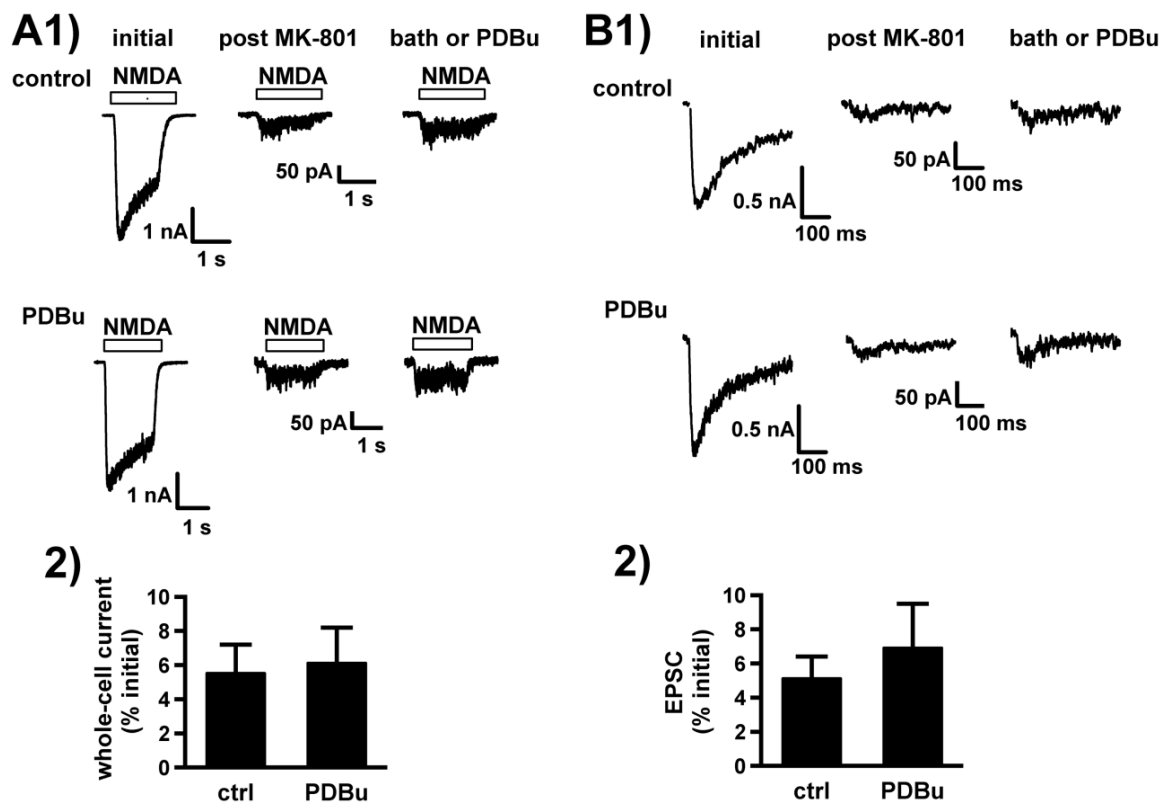 A1)
initial post MK-801 bath or PDBu
control
NMDA NMDA NMDA
50 pA
1 s
1 nA
1 s
PDBu
NMDA NMDA NMDA
50 pA
1 s
1 nA
1 s
2)
whole-cell current
(% initial)
10
8
6
4
2
0
ctrl PDBu
B1)
initial post MK-801 bath or PDBu
control
50 pA
100 ms
0.5 nA
100 ms
PDBu
50 pA
100 ms
0.5 nA
100 ms
2)
EPSC
(% initial)
10
8
6
4
2
0
ctrl PDBu